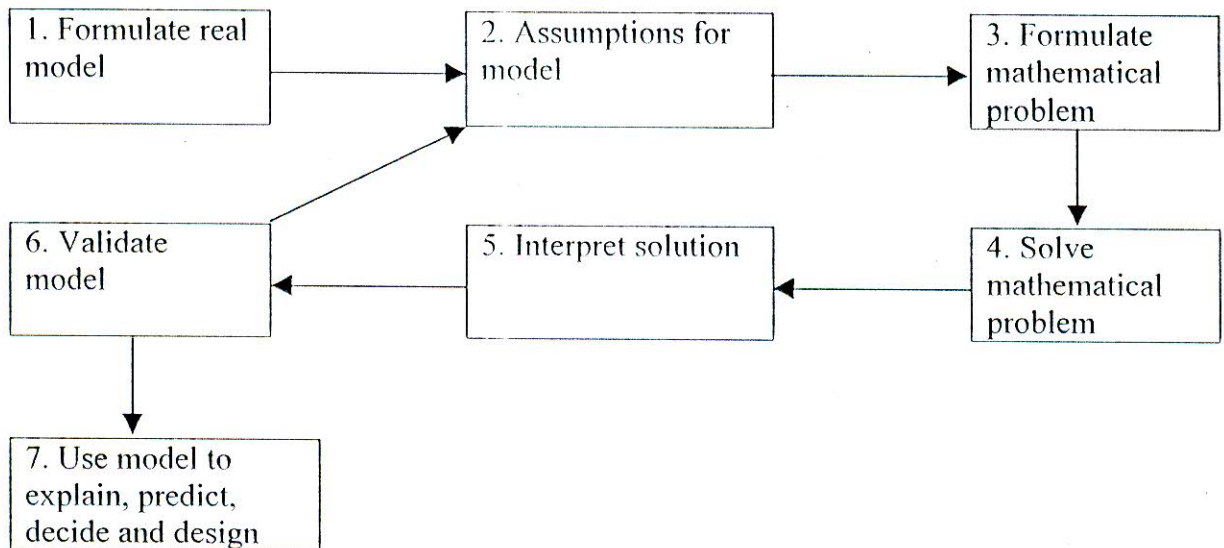 1. Formulate real
model
2. Assumptions for
model
3. Formulate
mathematical
problem
4. Solve
mathematical
problem
5. Interpret solution
6. Validate
model
7. Use model to
explain, predict,
decide and design